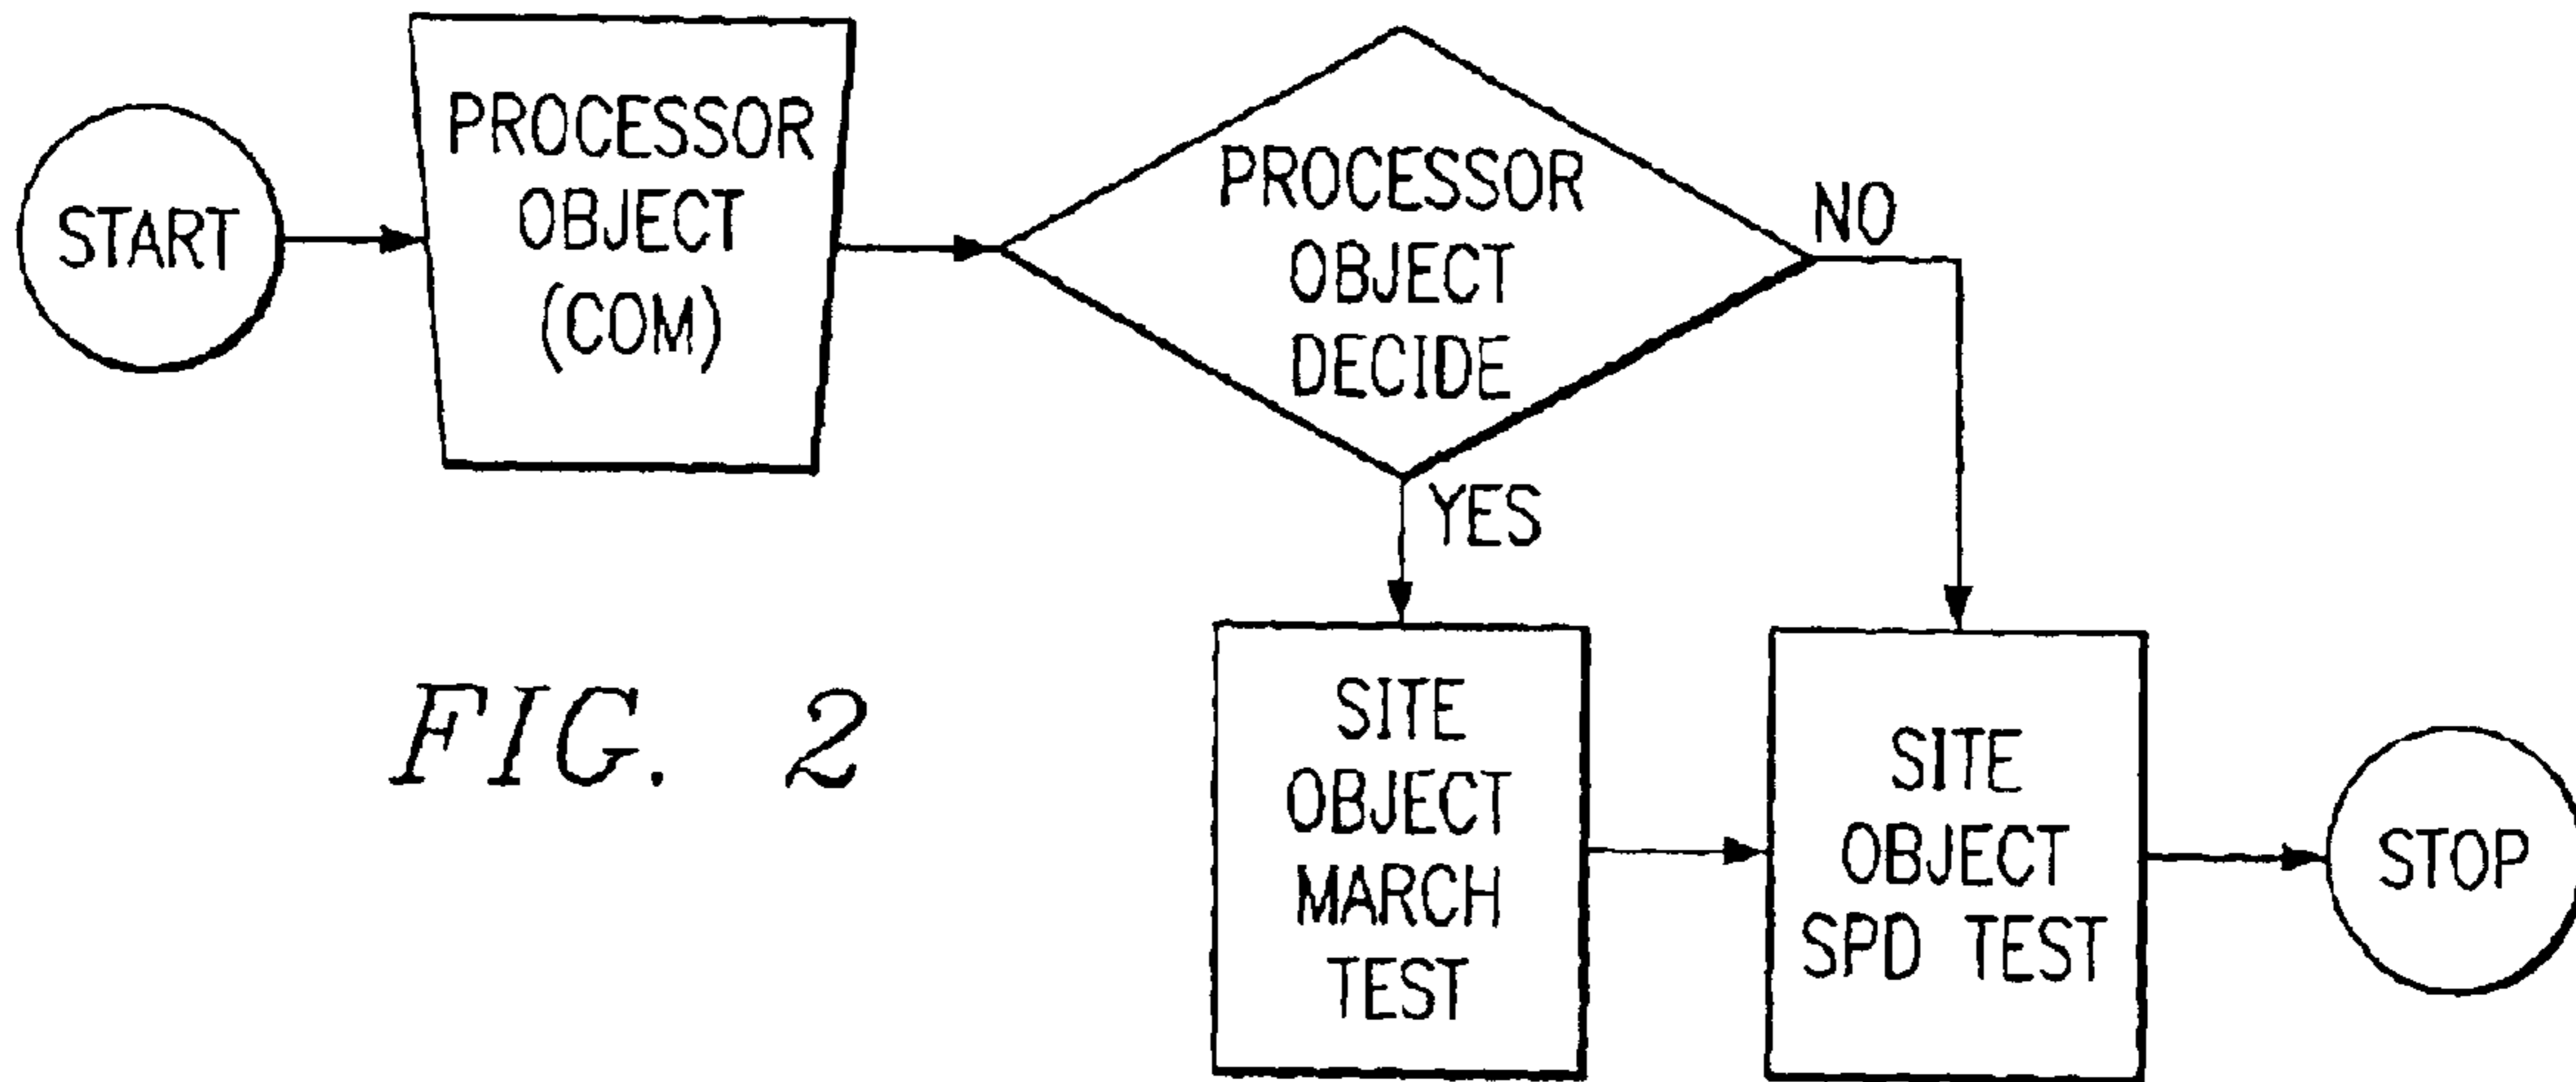 START
PROCESSOR
OBJECT
(COM)
PROCESSOR
OBJECT
DECIDE
NO
YES
SITE
OBJECT
MARCH
TEST
SITE
OBJECT
SPD TEST
STOP
FIG. 2